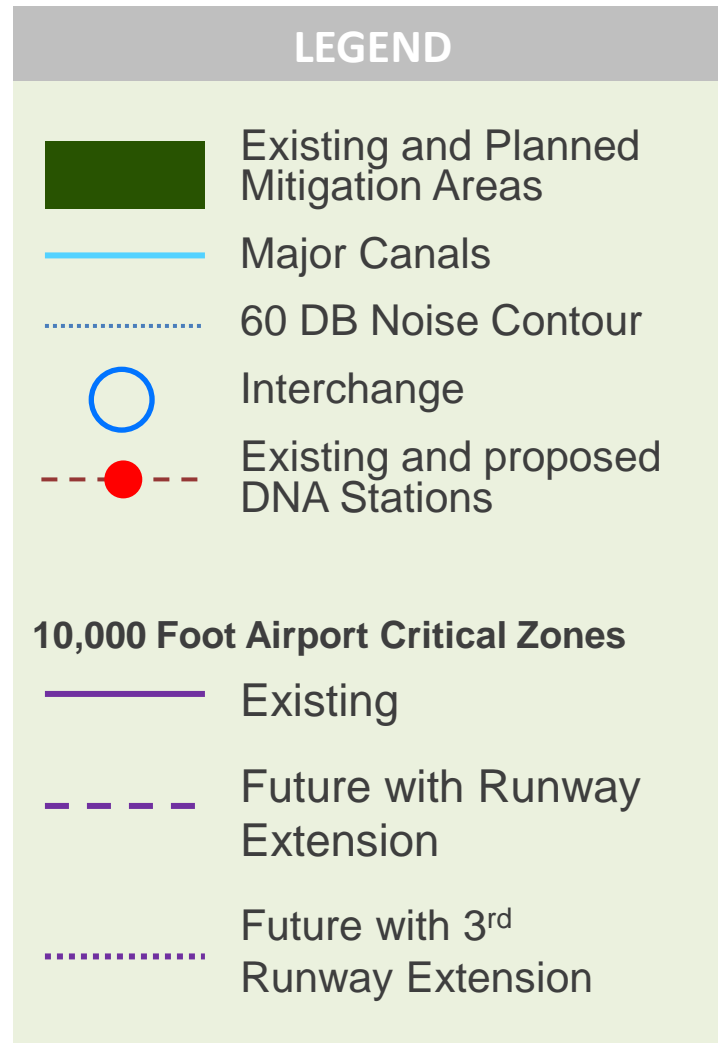 LEGEND
Existing and Planned
Mitigation Areas
Major Canals
60 DB Noise Contour
Interchange
Existing and proposed
DNA Stations
10,000 Foot Airport Critical Zones
Existing
Future with Runway
Extension
Future with 3rd
Runway Extension